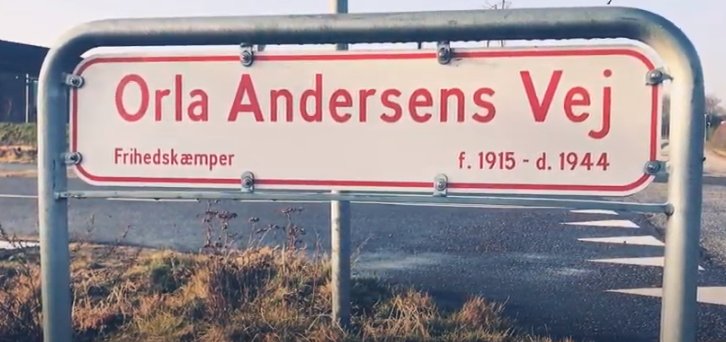 Orla Andersens Vej
Frihedskæmper f. 1915 - d. 1944